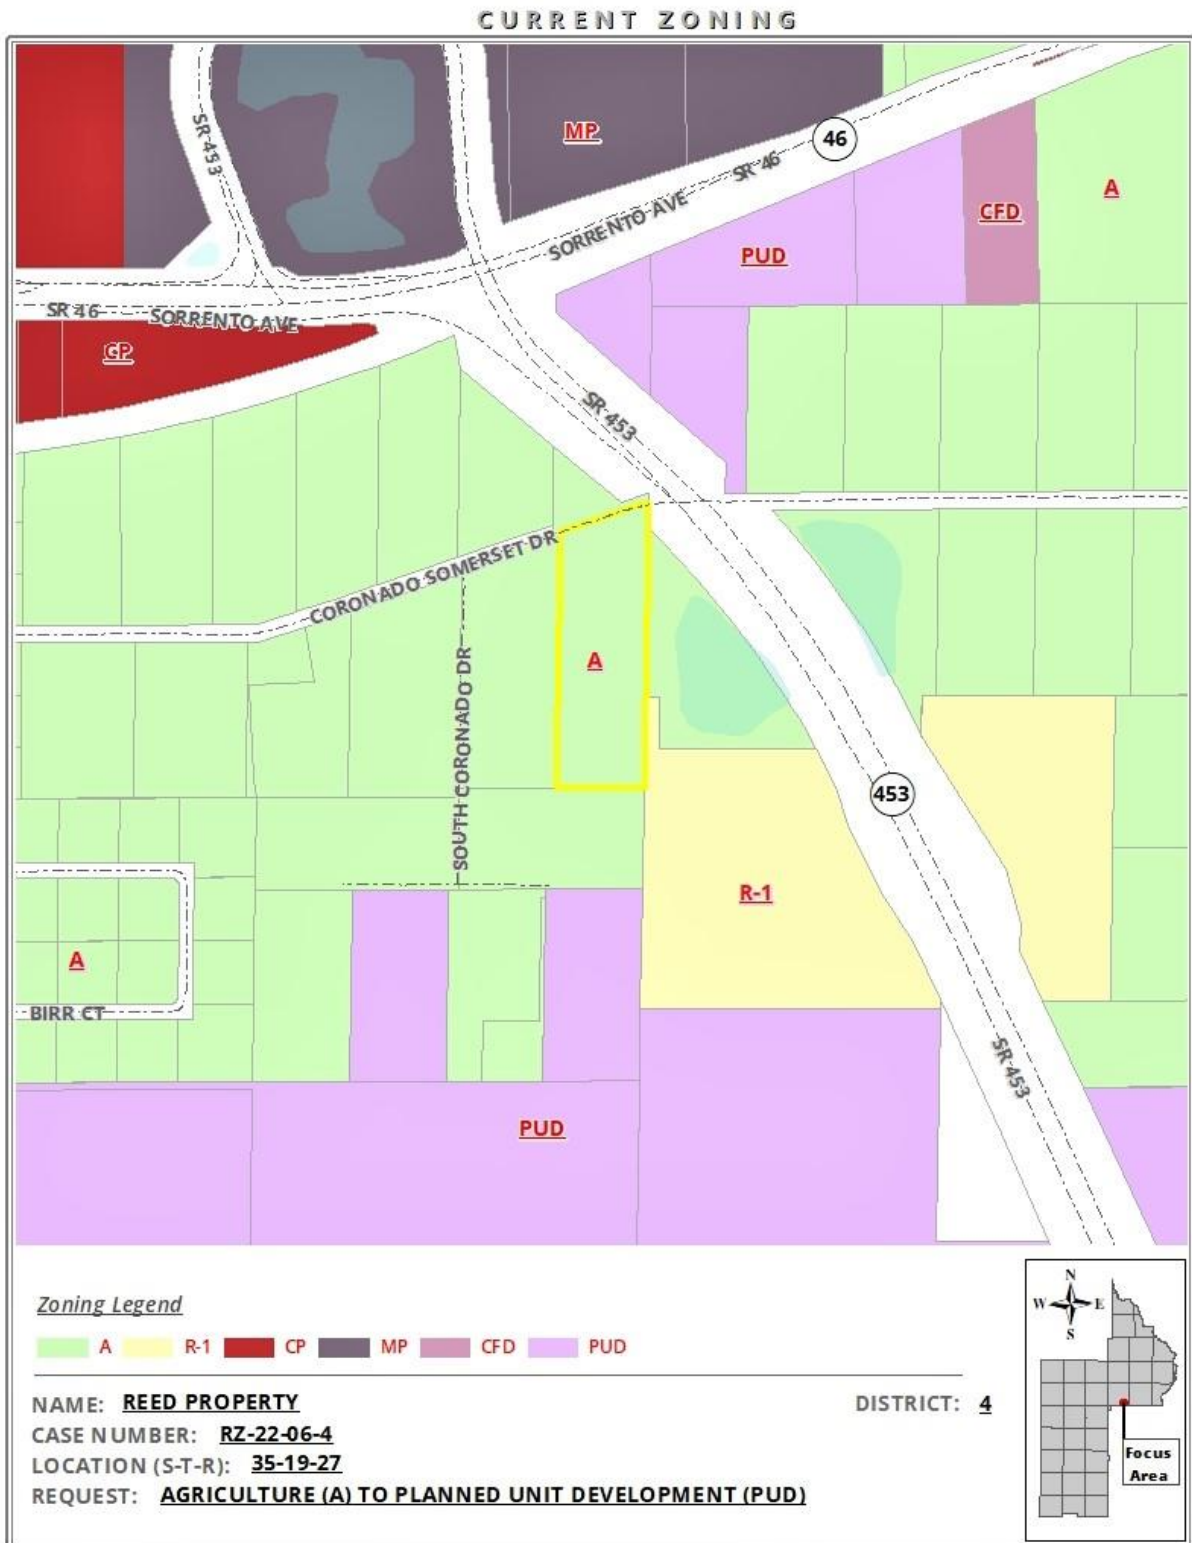 CURRENT ZONING
SR 453
MP
46
SR 46
SORRENTO AVE
A
CFD
PUD
SR 46
SORRENTO AVE
CP
SR 453
CORONADO SOMERSET DR
A
SOUTH CORONADO DR
453
R-1
A
BIRR CT
SR 453
PUD
Zoning Legend
A R-1 CP MP CFD PUD
N
W E
S
NAME: REED PROPERTY
DISTRICT: 4
CASE NUMBER: RZ-22-06-4
LOCATION (S-T-R): 35-19-27
REQUEST: AGRICULTURE (A) TO PLANNED UNIT DEVELOPMENT (PUD)
Focus
Area